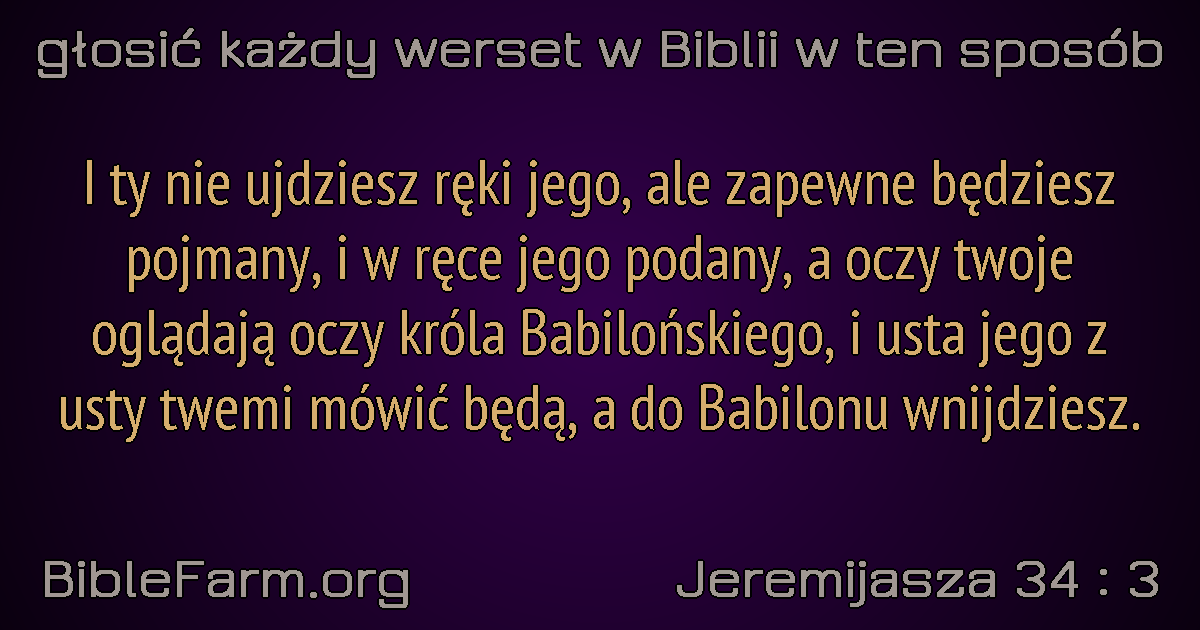 głosić każdy werset w Biblii w ten sposób
I ty nie ujdziesz ręki jego, ale zapewne będziesz
pojmany, i w ręce jego podany, a oczy twoje
oglądają oczy króla Babilońskiego, i usta jego z
usty twemi mówić będą, a do Babilonu wnijdziesz.
BibleFarm.org
Jeremijasza 34 : 3